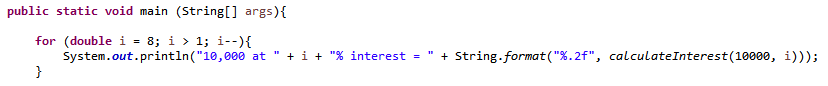 public static void main (String[] args){
for (double i = 8; i > 1; i--){
System.out.println("10,000 at " + i + "% interest = " + String.format("%.2f", calculateInterest(10000, i)));
}